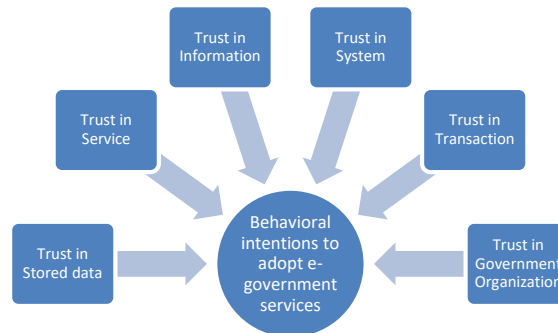 Trust in
Information
Trust in
System
Trust in
Service
Trust in
Transaction
Trust in
Stored data
Behavioral
intentions to
adopt e-
government
services
Trust in
Government
Organization